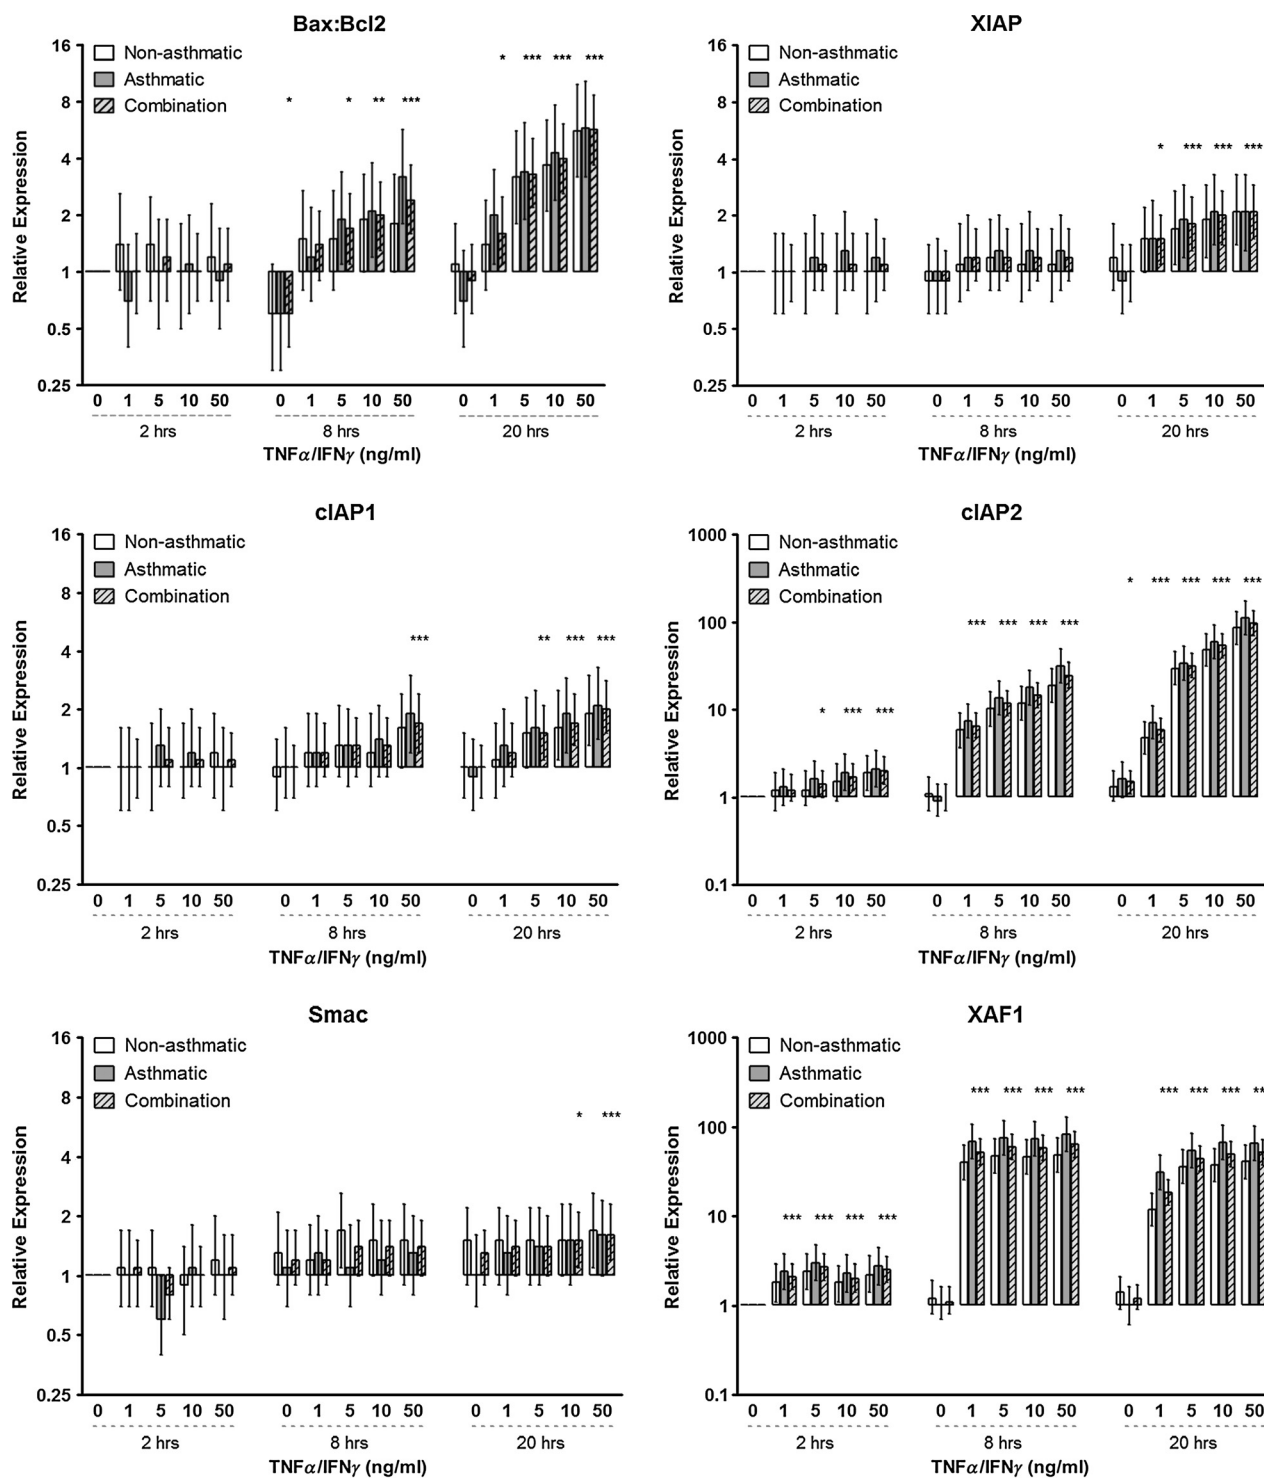 Bax:Bcl2
Relative Expression
16
8
4
2
1
0.5
0.25
Non-asthmatic
Asthmatic
Combination
* * ** *** * *** *** ***
0 1 5 10 50 0 1 5 10 50 0 1 5 10 50
2 hrs 8 hrs 20 hrs
TNFα/IFNγ (ng/ml)
XIAP
Relative Expression
16
8
4
2
1
0.5
0.25
Non-asthmatic
Asthmatic
Combination
* *** *** ***
0 1 5 10 50 0 1 5 10 50 0 1 5 10 50
2 hrs 8 hrs 20 hrs
TNFα/IFNγ (ng/ml)
cIAP1
Relative Expression
16
8
4
2
1
0.5
0.25
Non-asthmatic
Asthmatic
Combination
*** ** *** ***
0 1 5 10 50 0 1 5 10 50 0 1 5 10 50
2 hrs 8 hrs 20 hrs
TNFα/IFNγ (ng/ml)
cIAP2
Relative Expression
1000
100
10
1
0.1
Non-asthmatic
Asthmatic
Combination
* *** *** *** *** *** *** * *** *** *** ***
0 1 5 10 50 0 1 5 10 50 0 1 5 10 50
2 hrs 8 hrs 20 hrs
TNFα/IFNγ (ng/ml)
Smac
Relative Expression
16
8
4
2
1
0.5
0.25
Non-asthmatic
Asthmatic
Combination
* ***
0 1 5 10 50 0 1 5 10 50 0 1 5 10 50
2 hrs 8 hrs 20 hrs
TNFα/IFNγ (ng/ml)
XAF1
Relative Expression
1000
100
10
1
0.1
Non-asthmatic
Asthmatic
Combination
*** *** *** *** *** *** *** *** *** *** *** **
0 1 5 10 50 0 1 5 10 50 0 1 5 10 50
2 hrs 8 hrs 20 hrs
TNFα/IFNγ (ng/ml)